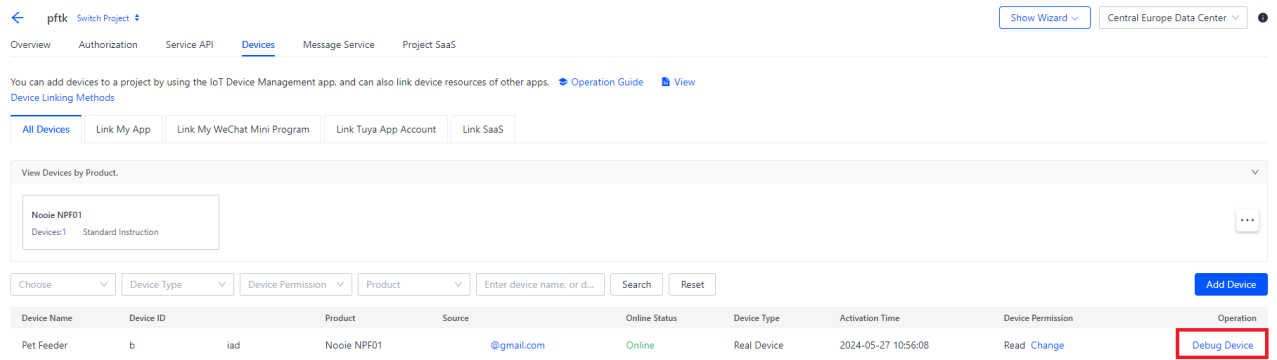 pftk Switch Project Show Wizard Central Europe Data Center
Overview Authorization Service API Devices Message Service Project SaaS
You can add devices to a project by using the IoT Device Management app, and can also link device resources of other apps. Operation Guide View
Device Linking Methods
All Devices Link My App Link My WeChat Mini Program Link Tuya App Account Link SaaS
View Devices by Product.
Nooie NPF01
Devices:1 Standard Instruction
Choose Device Type Device Permission Product Enter device name, or d... Search Reset Add Device
Device Name Device ID Product Source Online Status Device Type Activation Time Device Permission Operation
Pet Feeder b iad Nooie NPF01 @gmail.com Online Real Device 2024-05-27 10:56:08 Read Change Debug Device